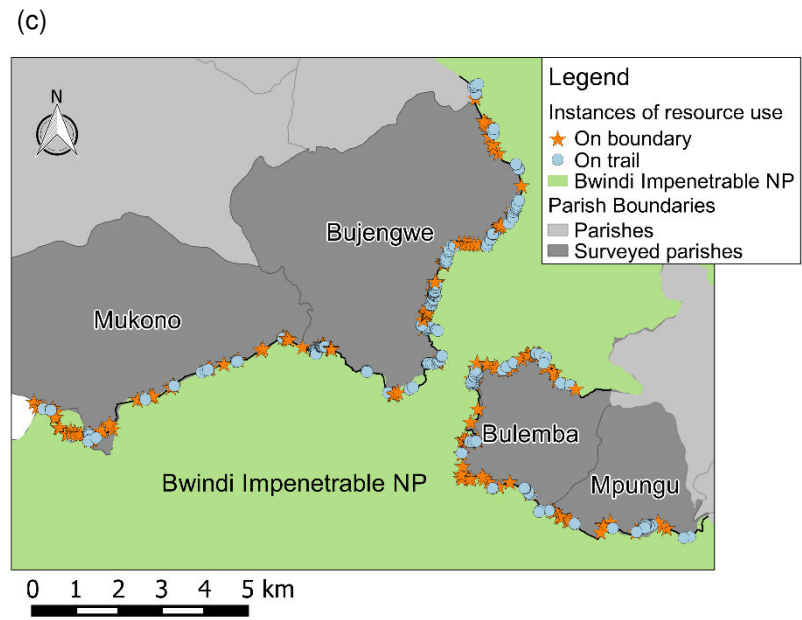 (c)
N
Legend
Instances of resource use
On boundary
On trail
Bwindi Impenetrable NP
Parish Boundaries
Parishes
Surveyed parishes
Bujengwe
Mukono
Bulemba
Bwindi Impenetrable NP
Mpungu
0 1 2 3 4 5 km